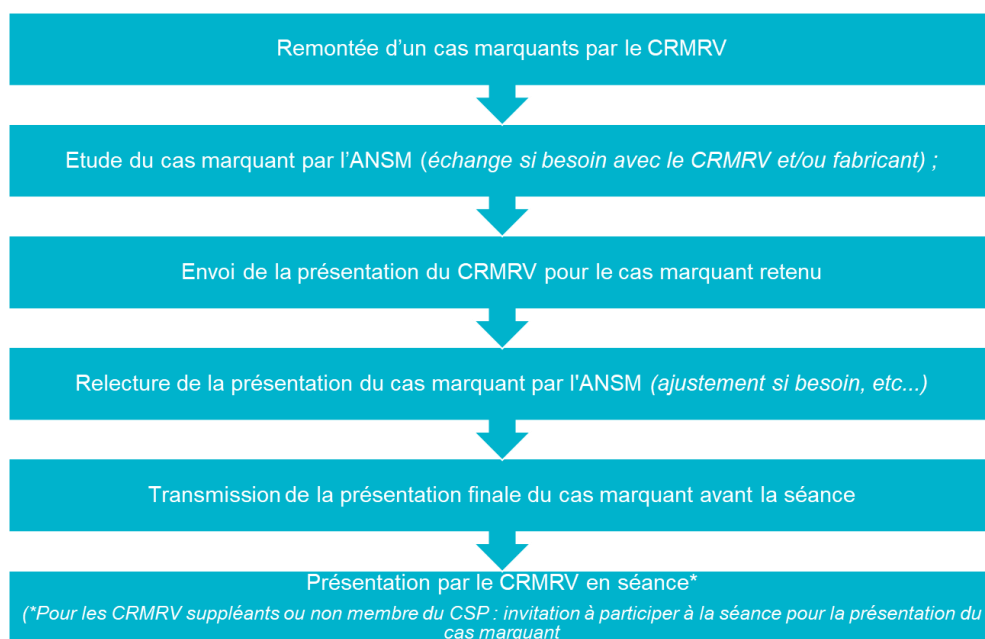 Remontée d'un cas marquants par le CRMRV
Etude du cas marquant par l'ANSM (échange si besoin avec le CRMRV et/ou fabricant) ;
Envoi de la présentation du CRMRV pour le cas marquant retenu
Relecture de la présentation du cas marquant par l'ANSM (ajustement si besoin, etc...)
Transmission de la présentation finale du cas marquant avant la séance
Présentation par le CRMRV en séance*
(*Pour les CRMRV suppléants ou non membre du CSP : invitation à participer à la séance pour la présentation du
cas marquant